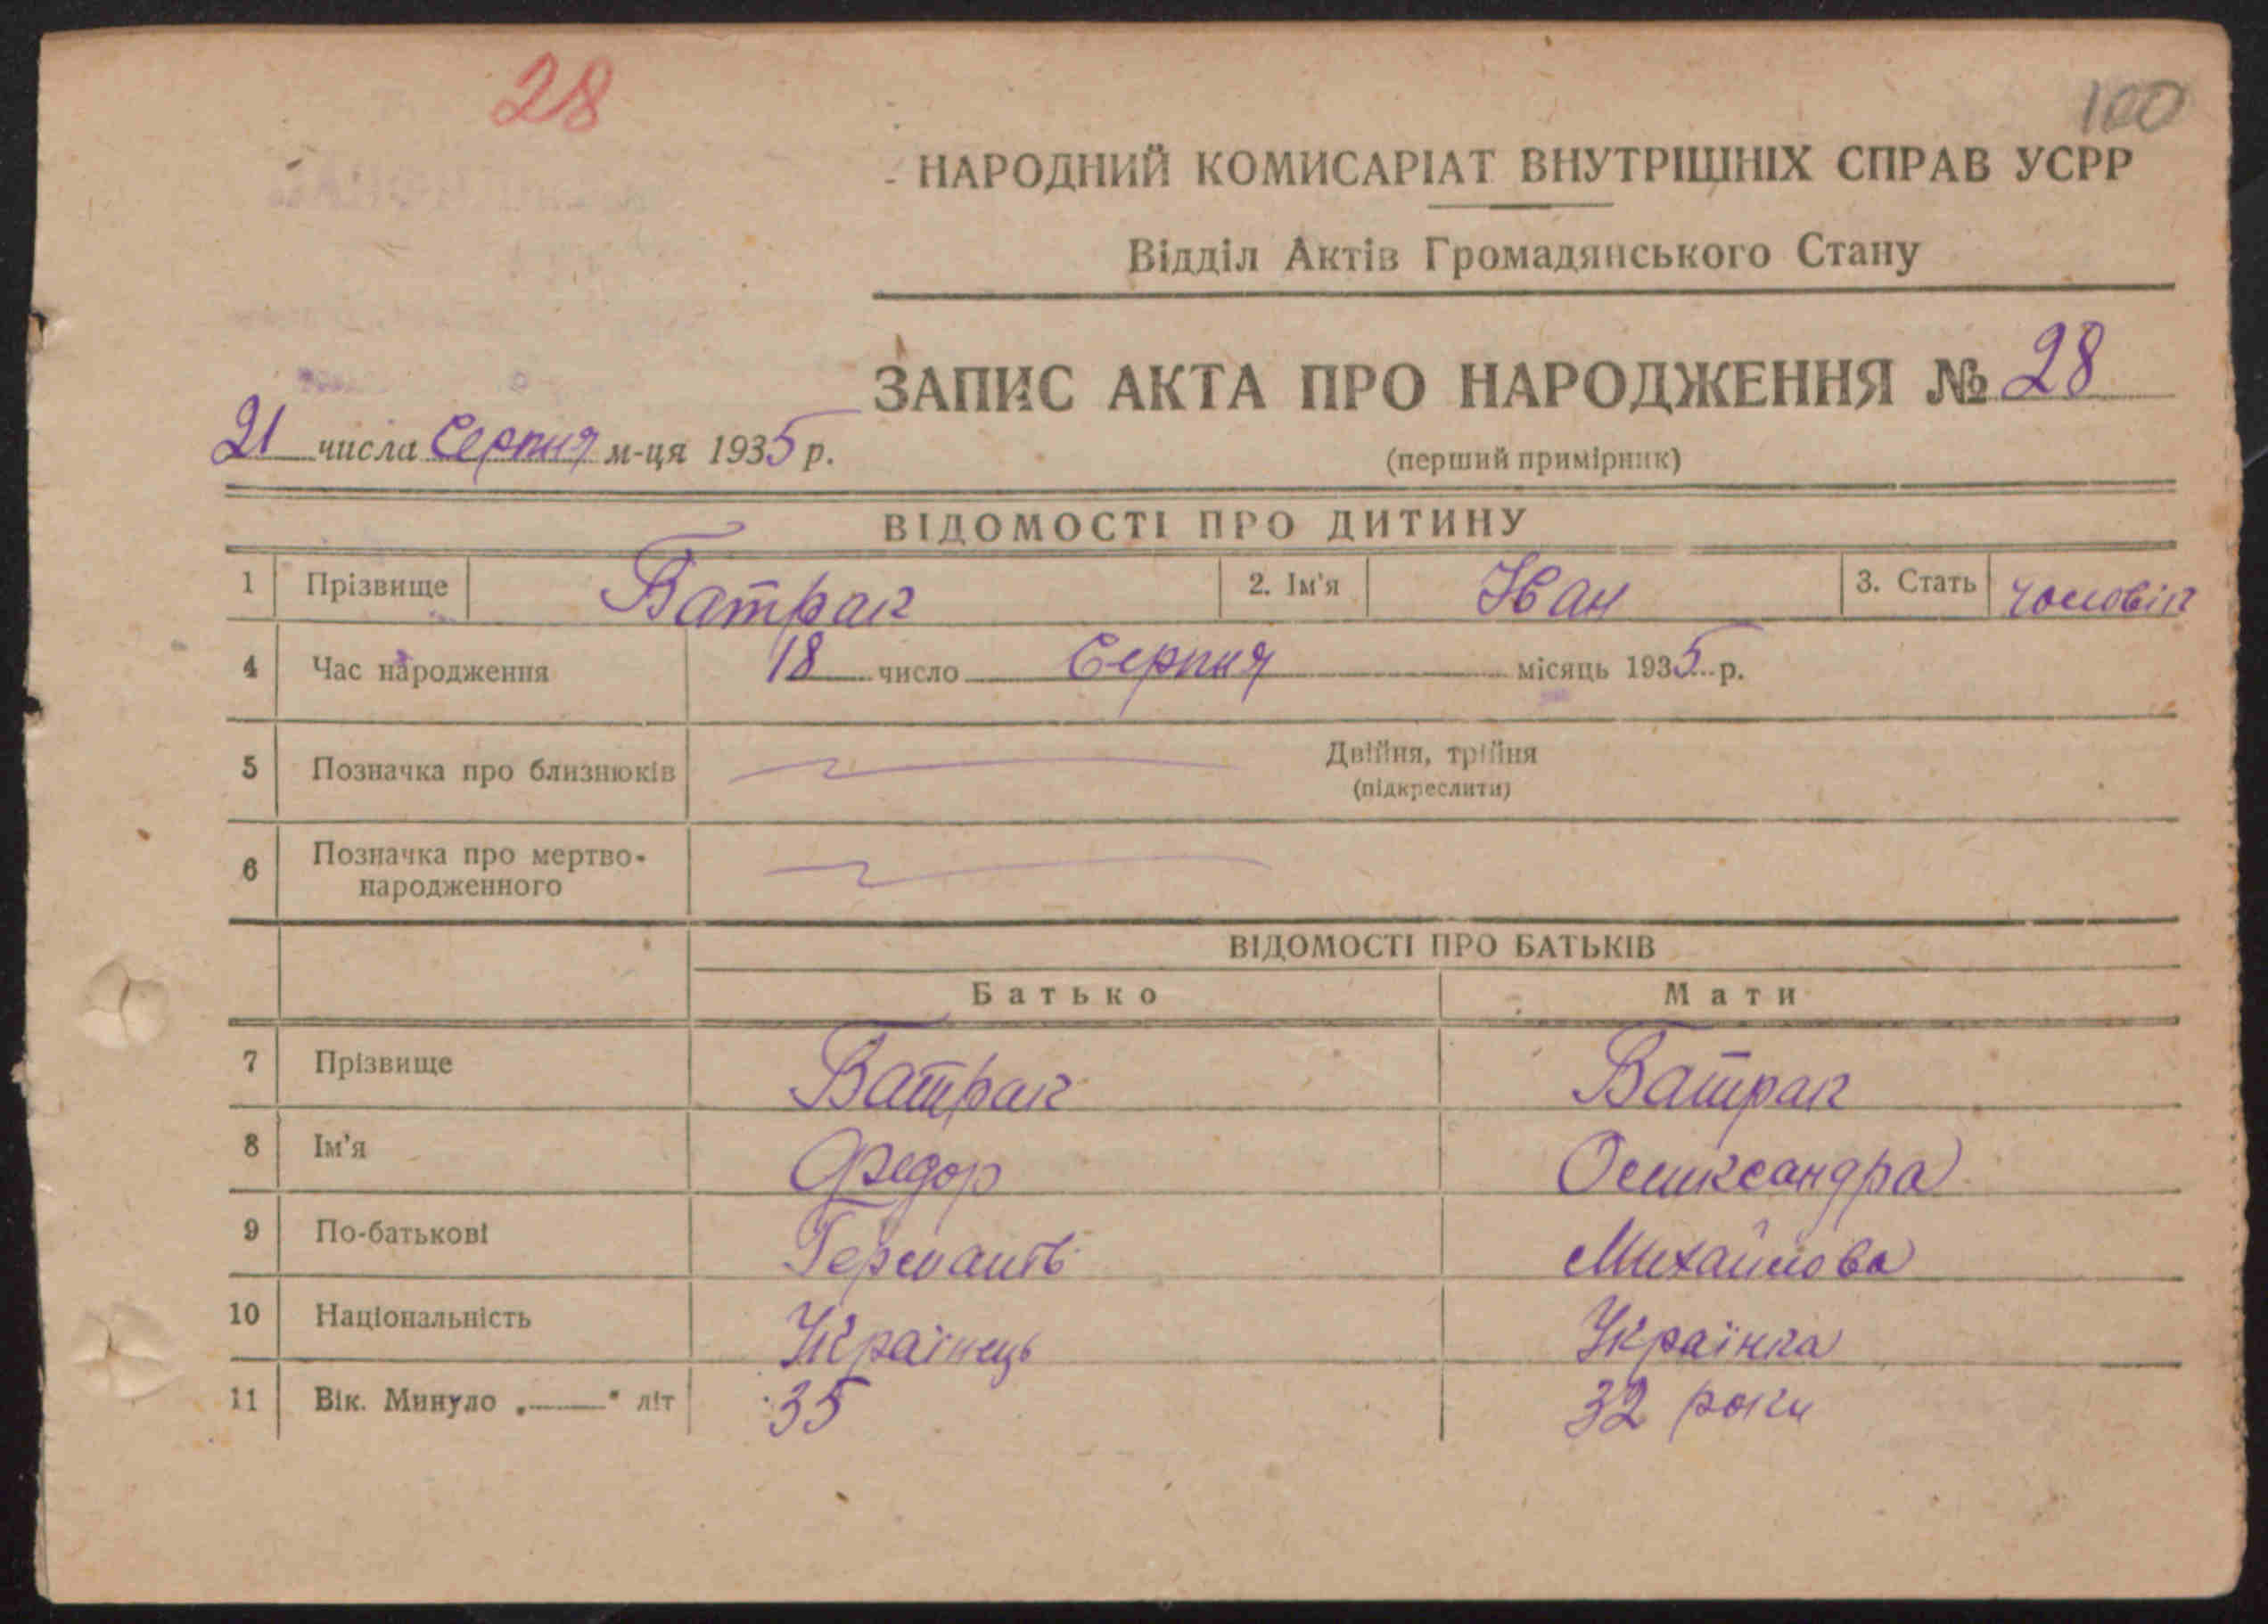 28
100
НАРОДНИЙ КОМИСАРІАТ ВНУТРІШНІХ СПРАВ УСРР
Відділ Актів Громадянського Стану
ЗАПИС АКТА ПРО НАРОДЖЕННЯ № 28
21 числа Серпня м-ця 1935 р.
(перший примірник)
ВІДОМОСТІ ПРО ДИТИНУ
1 Прізвище Батрак 2. Ім'я Іван 3. Стать чоловік
4 Час народження 18 число Серпня місяць 1935 р.
5 Позначка про близнюків Двійня, трійня
(підкреслити)
6 Позначка про мертво-
народженного
ВІДОМОСТІ ПРО БАТЬКІВ
Батько Мати
7 Прізвище Батрак Батрак
8 Ім'я Федор Олександра
9 По-батькові Михайлова
10 Національність Українець Українка
11 Вік. Минуло „——" літ 35 32 роки